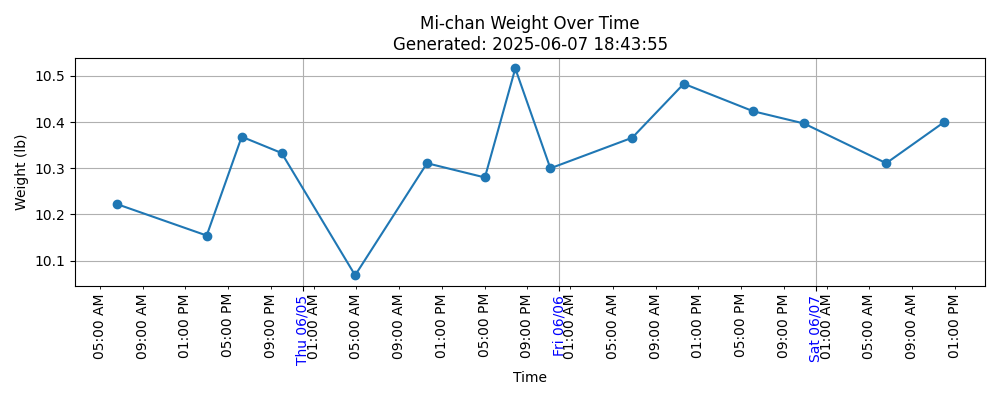 Mi-chan Weight Over Time
Generated: 2025-06-07 18:43:55
Weight (lb)
10.5
10.4
10.3
10.2
10.1
05:00 AM
09:00 AM
01:00 PM
05:00 PM
09:00 PM
Thu 06/05
01:00 AM
05:00 AM
09:00 AM
01:00 PM
05:00 PM
09:00 PM
Fri 06/06
01:00 AM
05:00 AM
09:00 AM
01:00 PM
05:00 PM
09:00 PM
Sat 06/07
01:00 AM
05:00 AM
09:00 AM
01:00 PM
Time